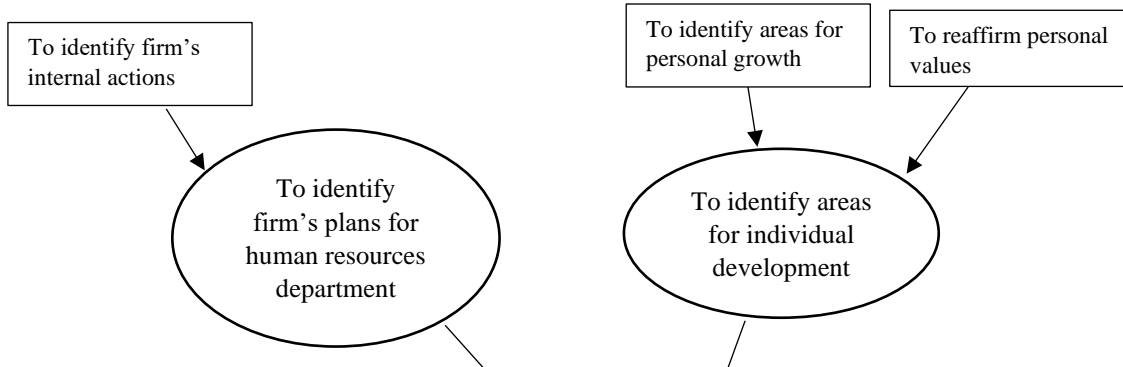 To identify firm’s
internal actions
To identify areas for
personal growth
To reaffirm personal
values
To identify
firm’s plans for
human resources
department
To identify areas
for individual
development